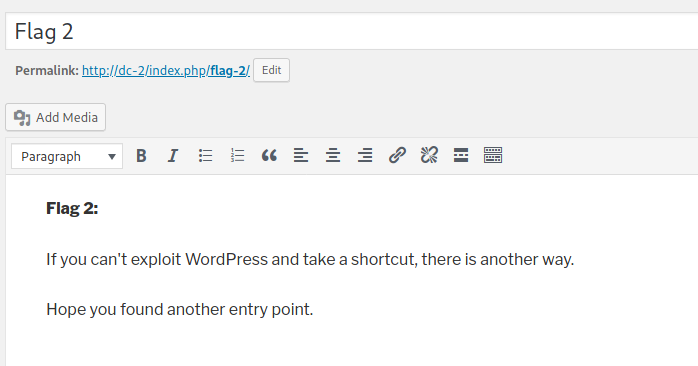 Flag 2
Permalink: http://dc-2/index.php/flag-2/ Edit
Add Media
Paragraph
Flag 2:
If you can't exploit WordPress and take a shortcut, there is another way.
Hope you found another entry point.